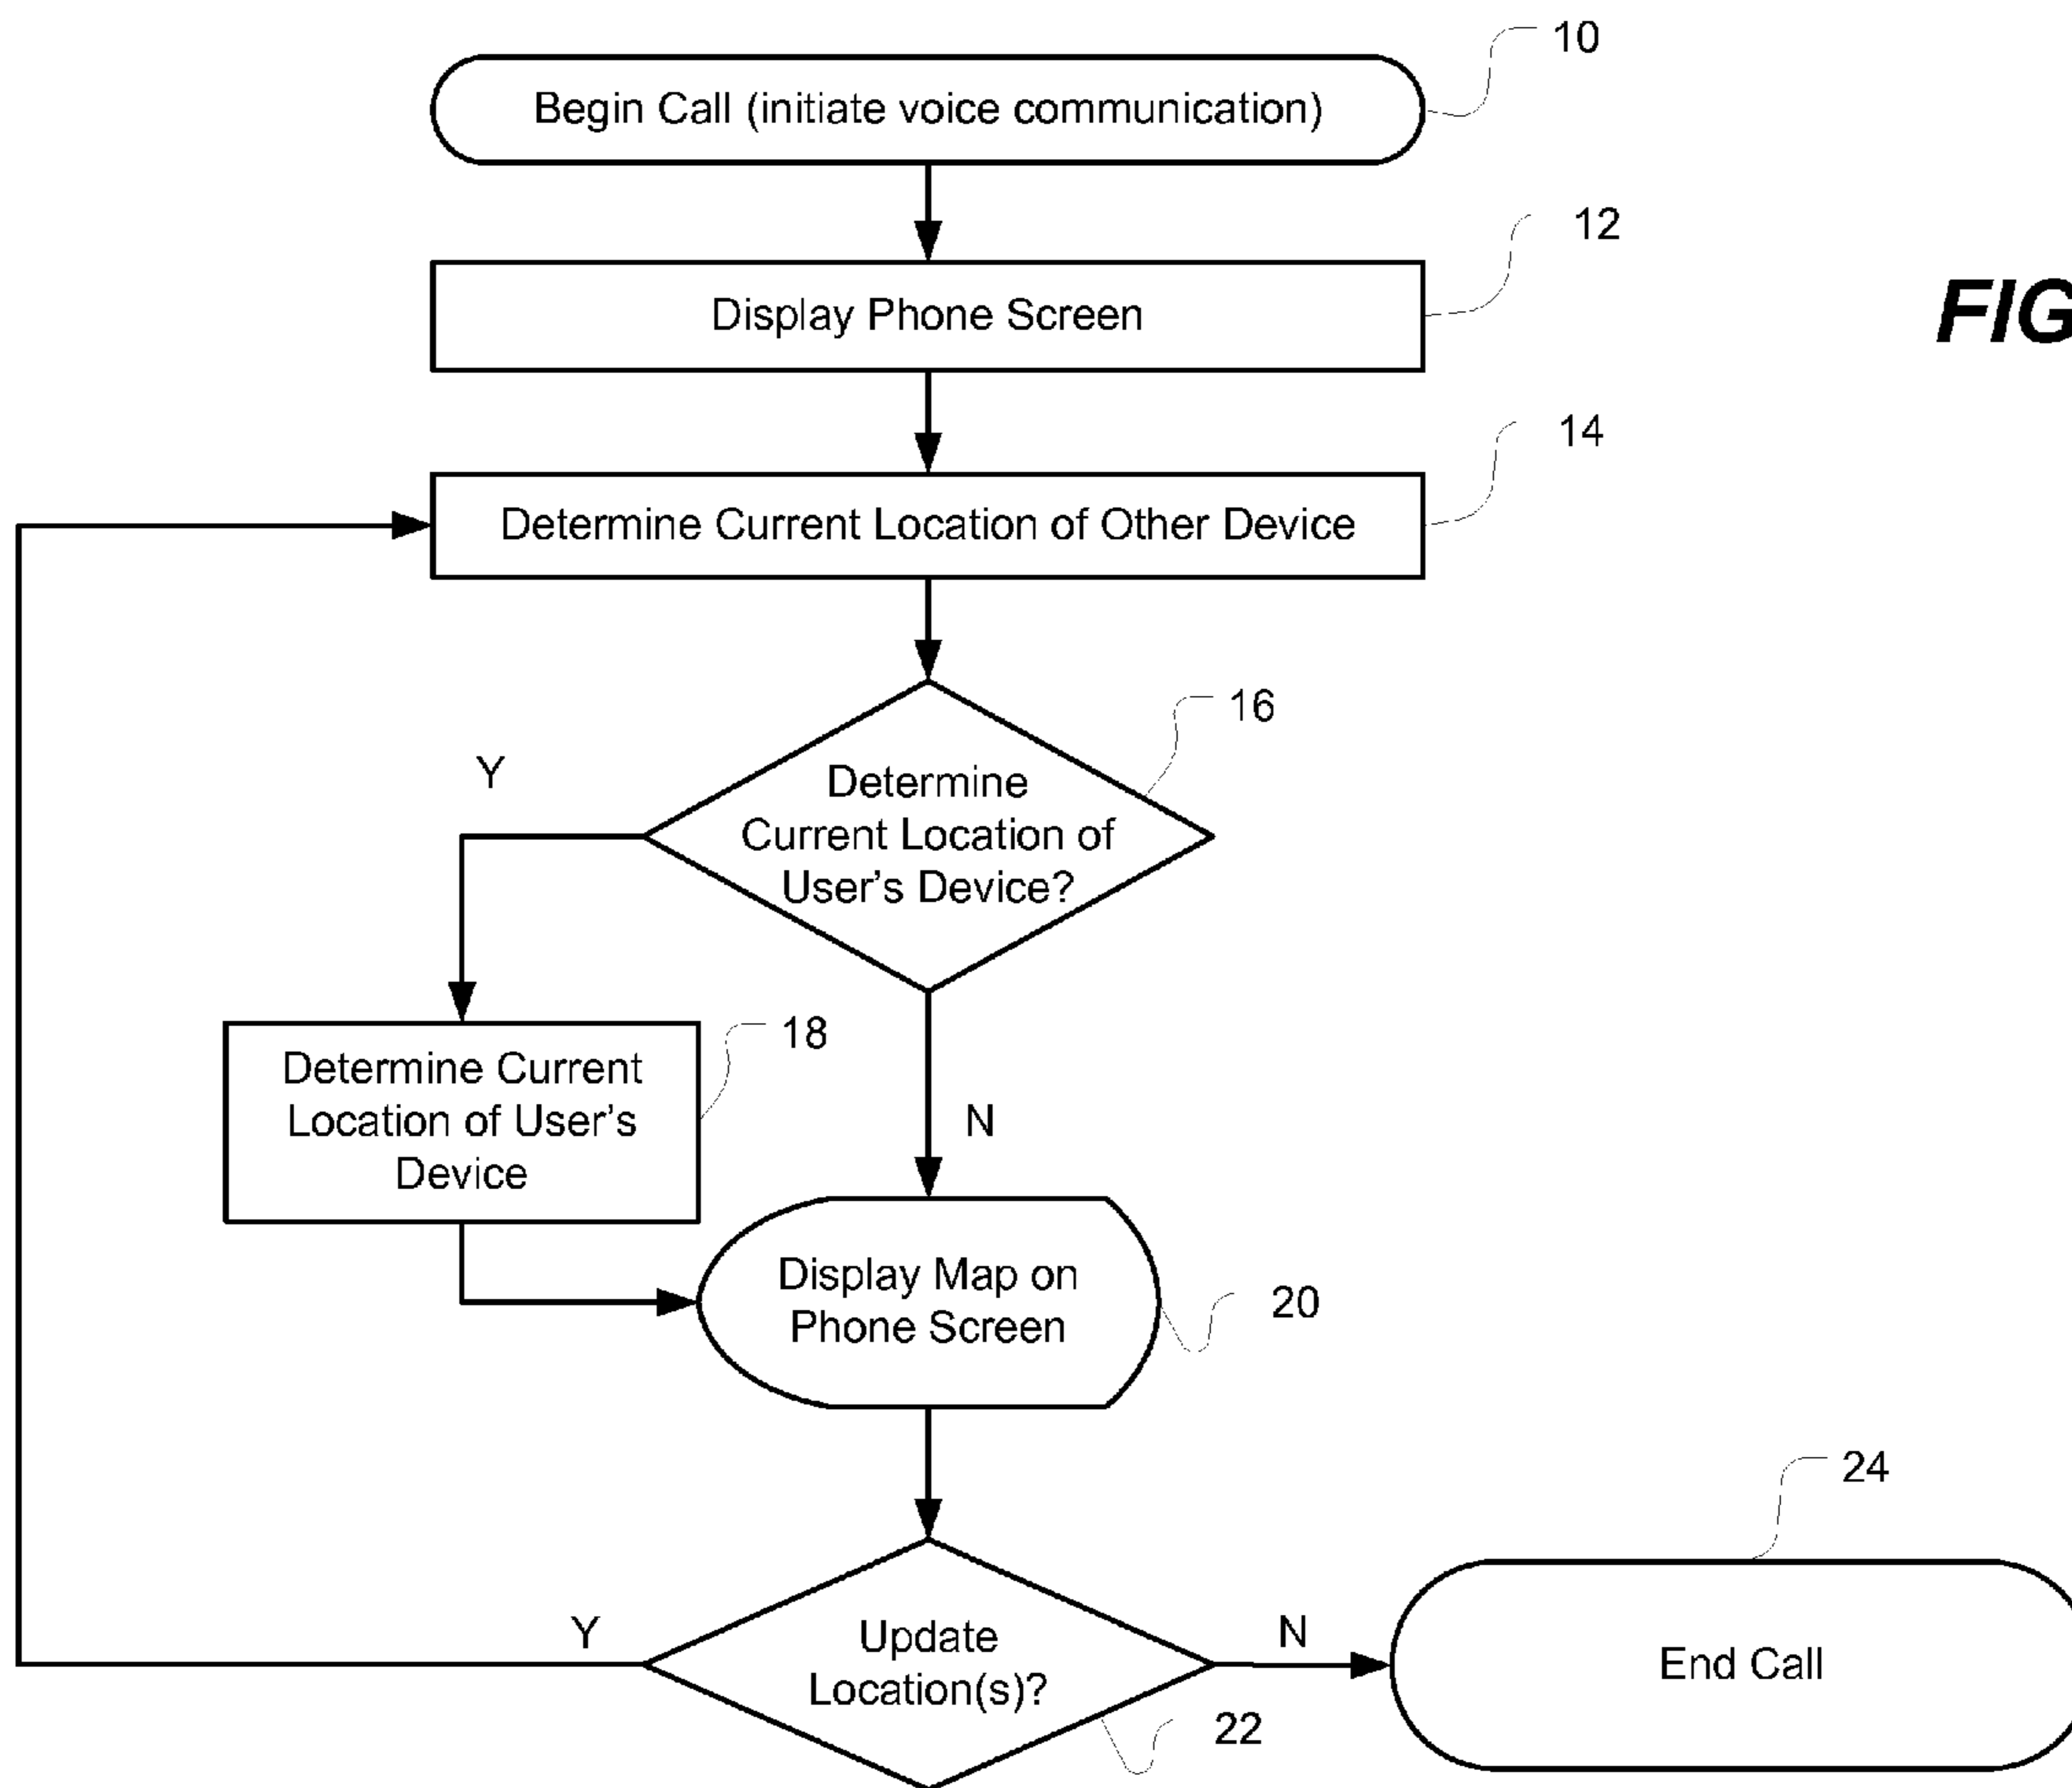 10
Begin Call (initiate voice communication)
12
Display Phone Screen
FIG
14
Determine Current Location of Other Device
16
Y
Determine
Current Location of
User's Device?
18
Determine Current
Location of User's
Device
N
Display Map on
Phone Screen
20
24
Y
Update
Location(s)?
N
End Call
22